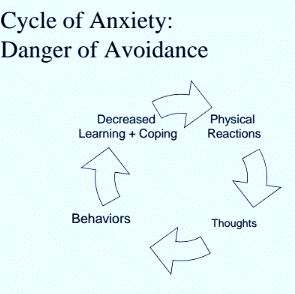 Cycle of Anxiety:
Danger of Avoidance
Decreased
Learning + Coping
Physical
Reactions
Thoughts
Behaviors